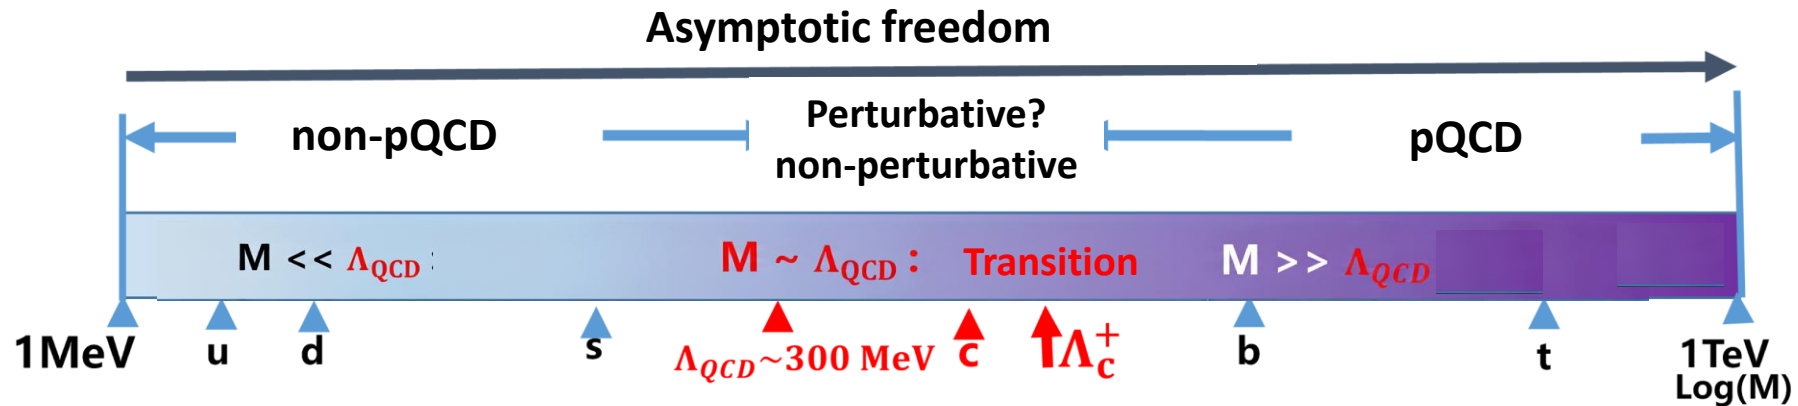 Asymptotic freedom
non-pQCD
Perturbative?
non-perturbative
pQCD
M << Λ_QCD :
M ~ Λ_QCD : Transition
M >> Λ_QCD
1MeV
u
d
s
Λ_QCD~300 MeV
c
Λ_c^+
b
t
1TeV
Log(M)